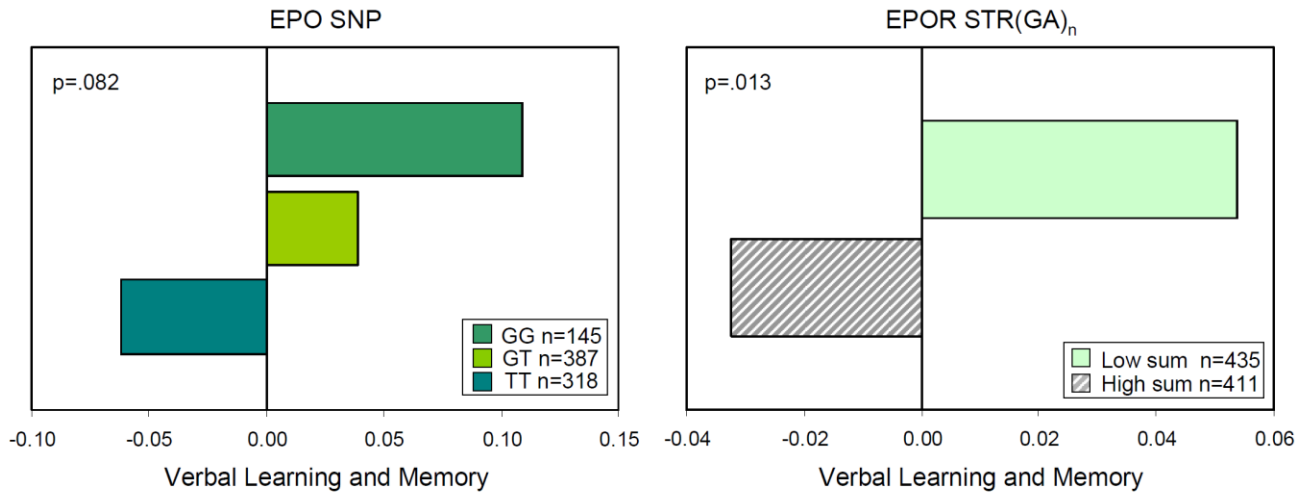 EPO SNP
p=.082
GG n=145
GT n=387
TT n=318
-0.10 -0.05 0.00 0.05 0.10 0.15
Verbal Learning and Memory
EPOR STR(GA)n
p=.013
Low sum n=435
High sum n=411
-0.04 -0.02 0.00 0.02 0.04 0.06
Verbal Learning and Memory